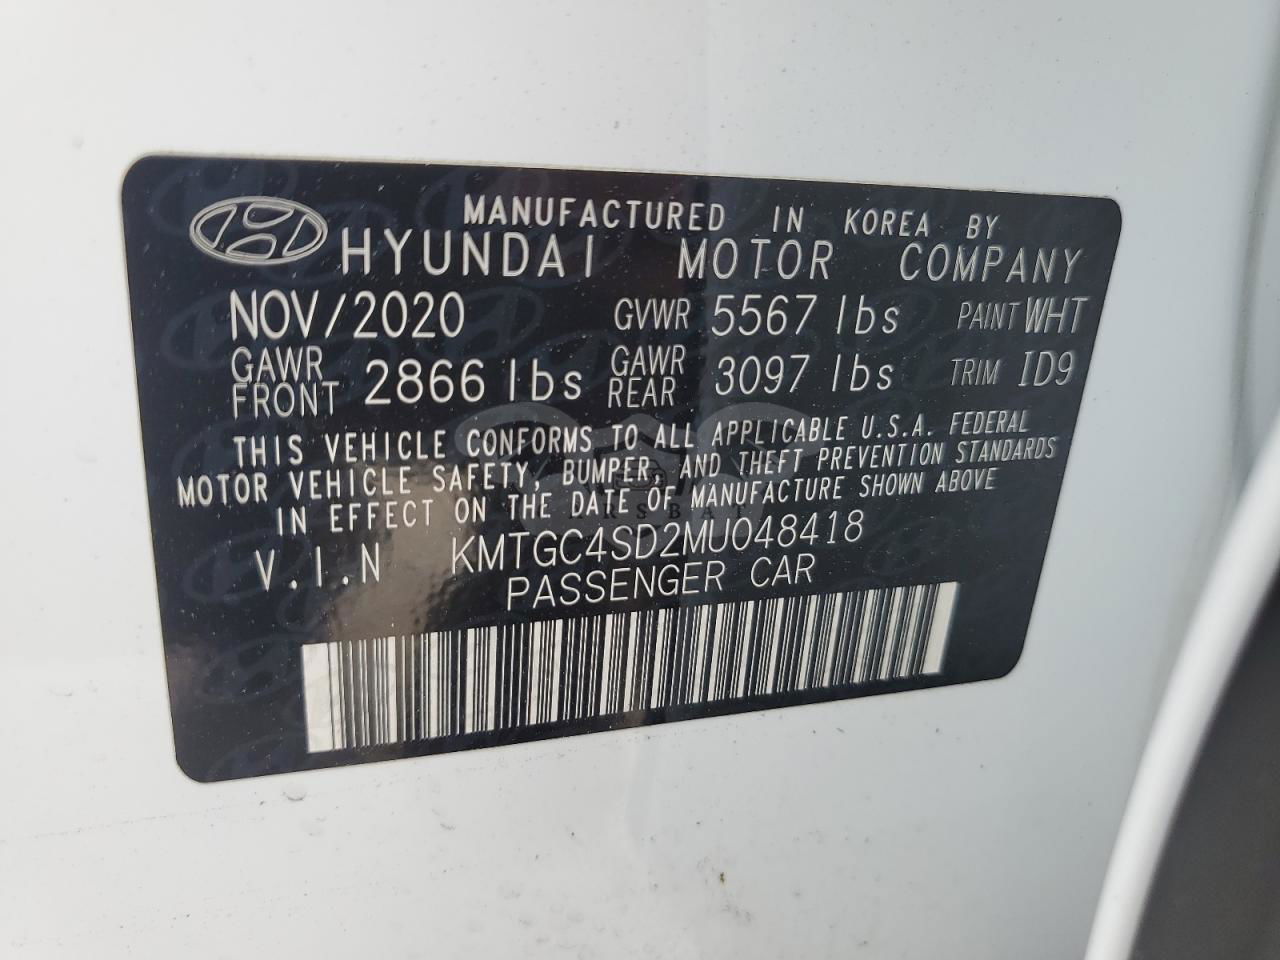 MANUFACTURED IN KOREA BY
HYUNDAI MOTOR COMPANY
NOV/2020 GVWR 5567 lbs PAINT WHT
GAWR FRONT 2866 lbs GAWR REAR 3097 lbs TRIM ID9
THIS VEHICLE CONFORMS TO ALL APPLICABLE U.S.A. FEDERAL
MOTOR VEHICLE SAFETY, BUMPER, AND THEFT PREVENTION STANDARDS
IN EFFECT ON THE DATE OF MANUFACTURE SHOWN ABOVE
V.I.N KMTGC4SD2MU048418
PASSENGER CAR